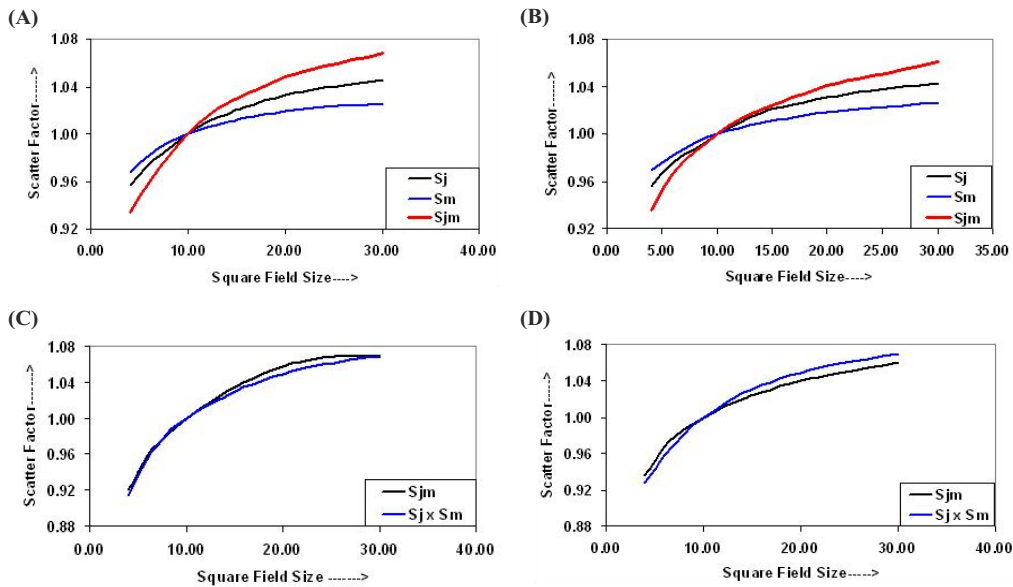 (A)
1.08
1.04
1.00
0.96
0.92
Scatter Factor----->
Sj
Sm
Sjm
0.00 10.00 20.00 30.00 40.00
Square Field Size---->
(B)
1.08
1.04
1.00
0.96
0.92
Scatter Factor------>
Sj
Sm
Sjm
0.00 5.00 10.00 15.00 20.00 25.00 30.00 35.00
Square Field Size---->
(C)
1.08
1.04
1.00
0.96
0.92
0.88
Scatter Factor------->
Sjm
Sj x Sm
0.00 10.00 20.00 30.00 40.00
Square Field Size ------->
(D)
1.08
1.04
1.00
0.96
0.92
0.88
Scatter Factor------>
Sjm
Sj x Sm
0.00 10.00 20.00 30.00 40.00
Square Field Size ---->